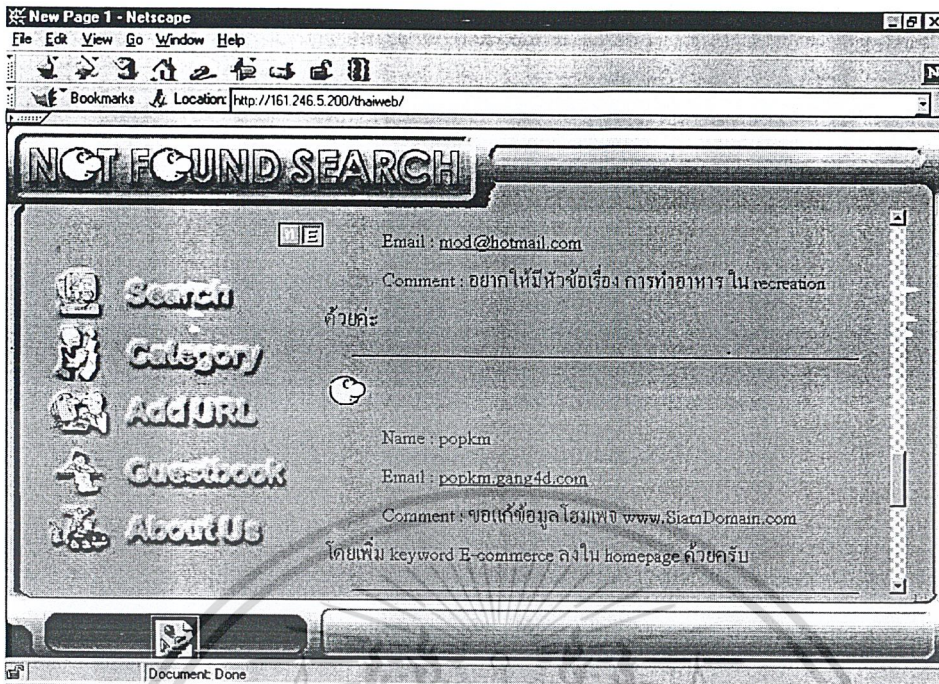 New Page 1 - Netscape
File Edit View Go Window Help
Bookmarks Location: http://161.246.5.200/thaiweb/
N
NOT FOUND SEARCH
ท E
Search
Category
Add URL
Guestbook
About Us
Email : mod@hotmail.com
Comment : อยากให้มีหัวข้อเรื่อง การทำอาหาร ใน recreation
ด้วยค่ะ
Name : popkm
Email : popkm.gang4d.com
Comment : ขอแก้ข้อมูลโฮมเพจ www.SiamDomain.com
โดยเพิ่ม keyword E-commerce ลงใน homepage ด้วยครับ
Document: Done